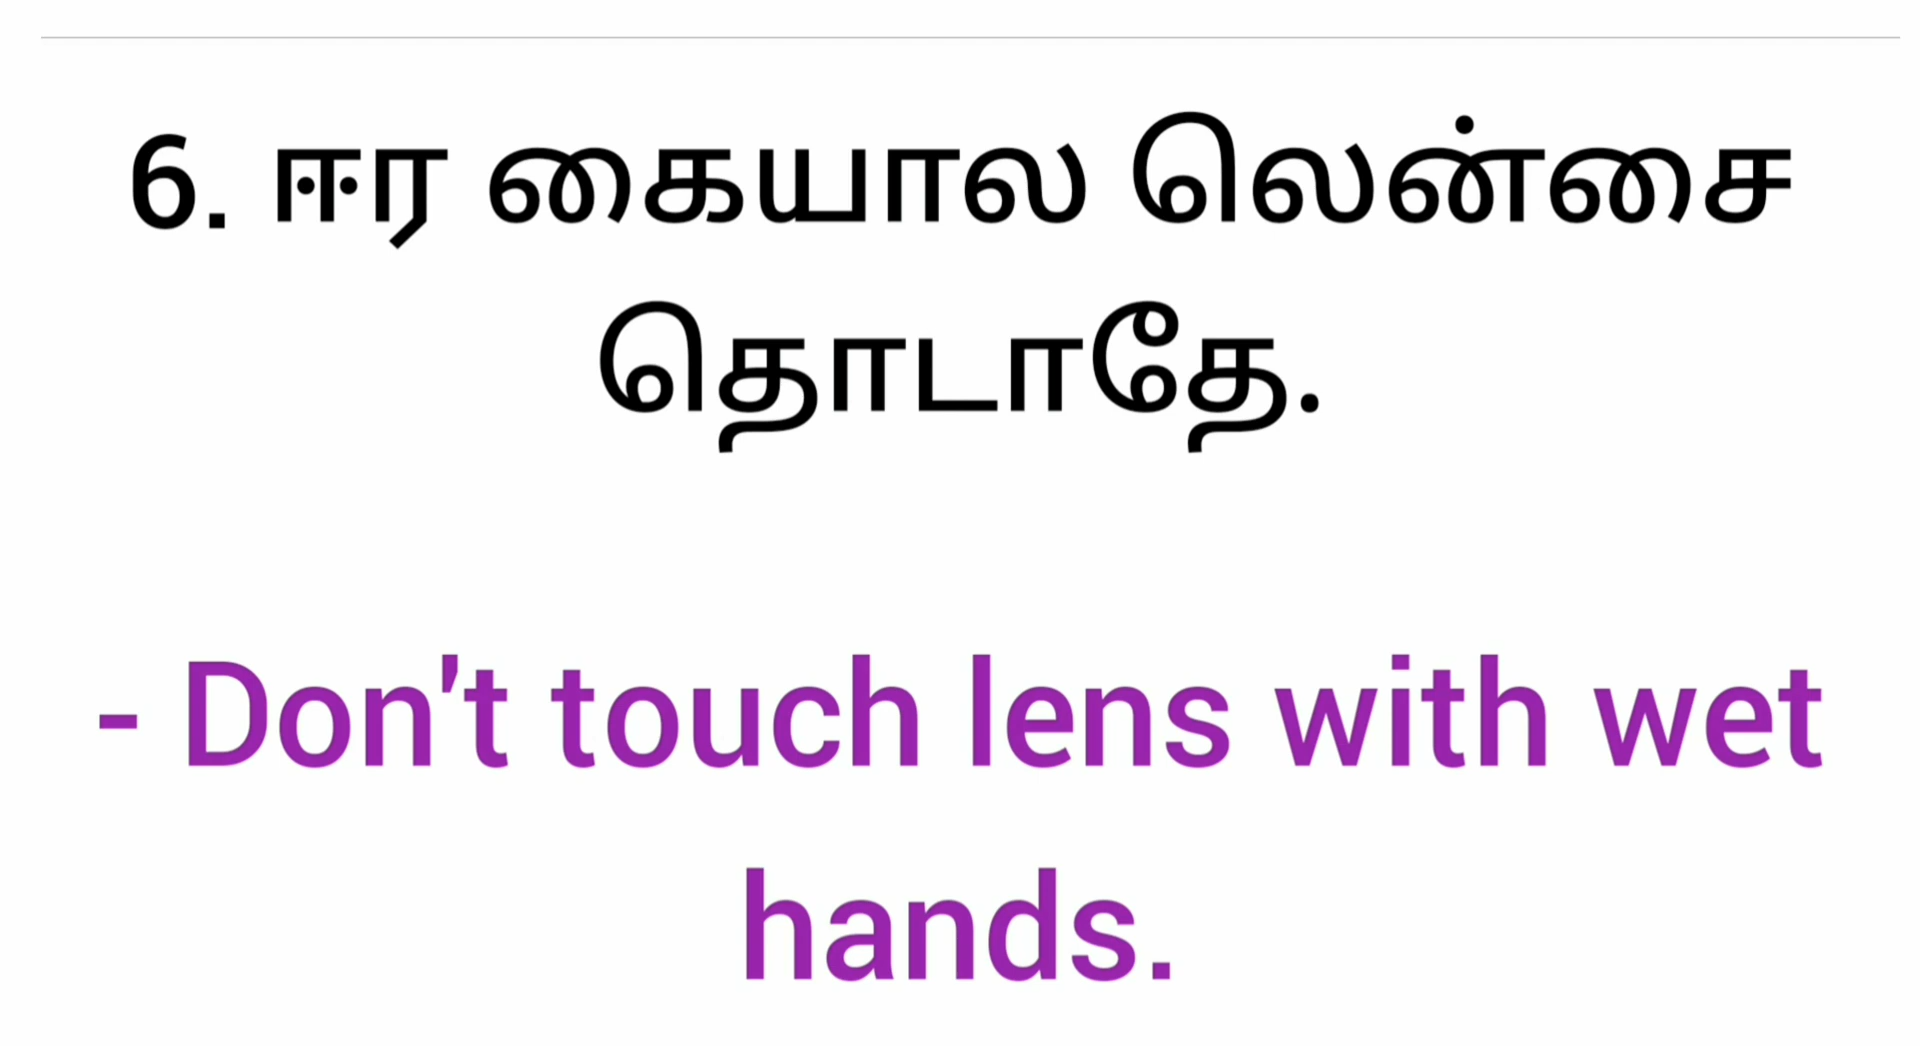 6. ஈர கையால லென்சை
தொடாதே.
- Don't touch lens with wet
hands.